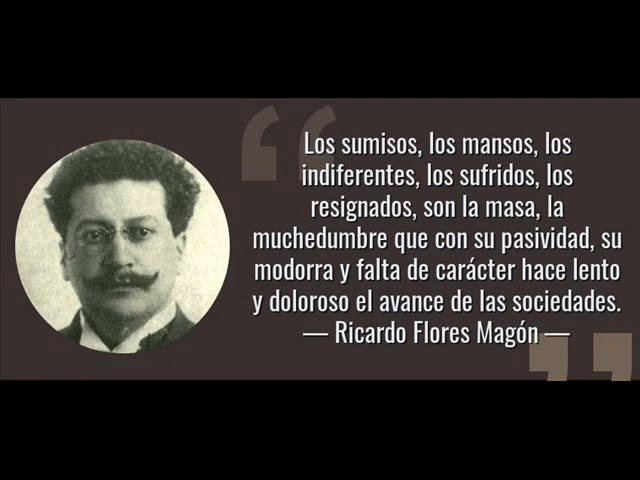 Los sumisos, los mansos, los
indiferentes, los sufridos, los
resignados, son la masa, la
muchedumbre que con su pasividad, su
modorra y falta de carácter hace lento
y doloroso el avance de las sociedades.
— Ricardo Flores Magón —